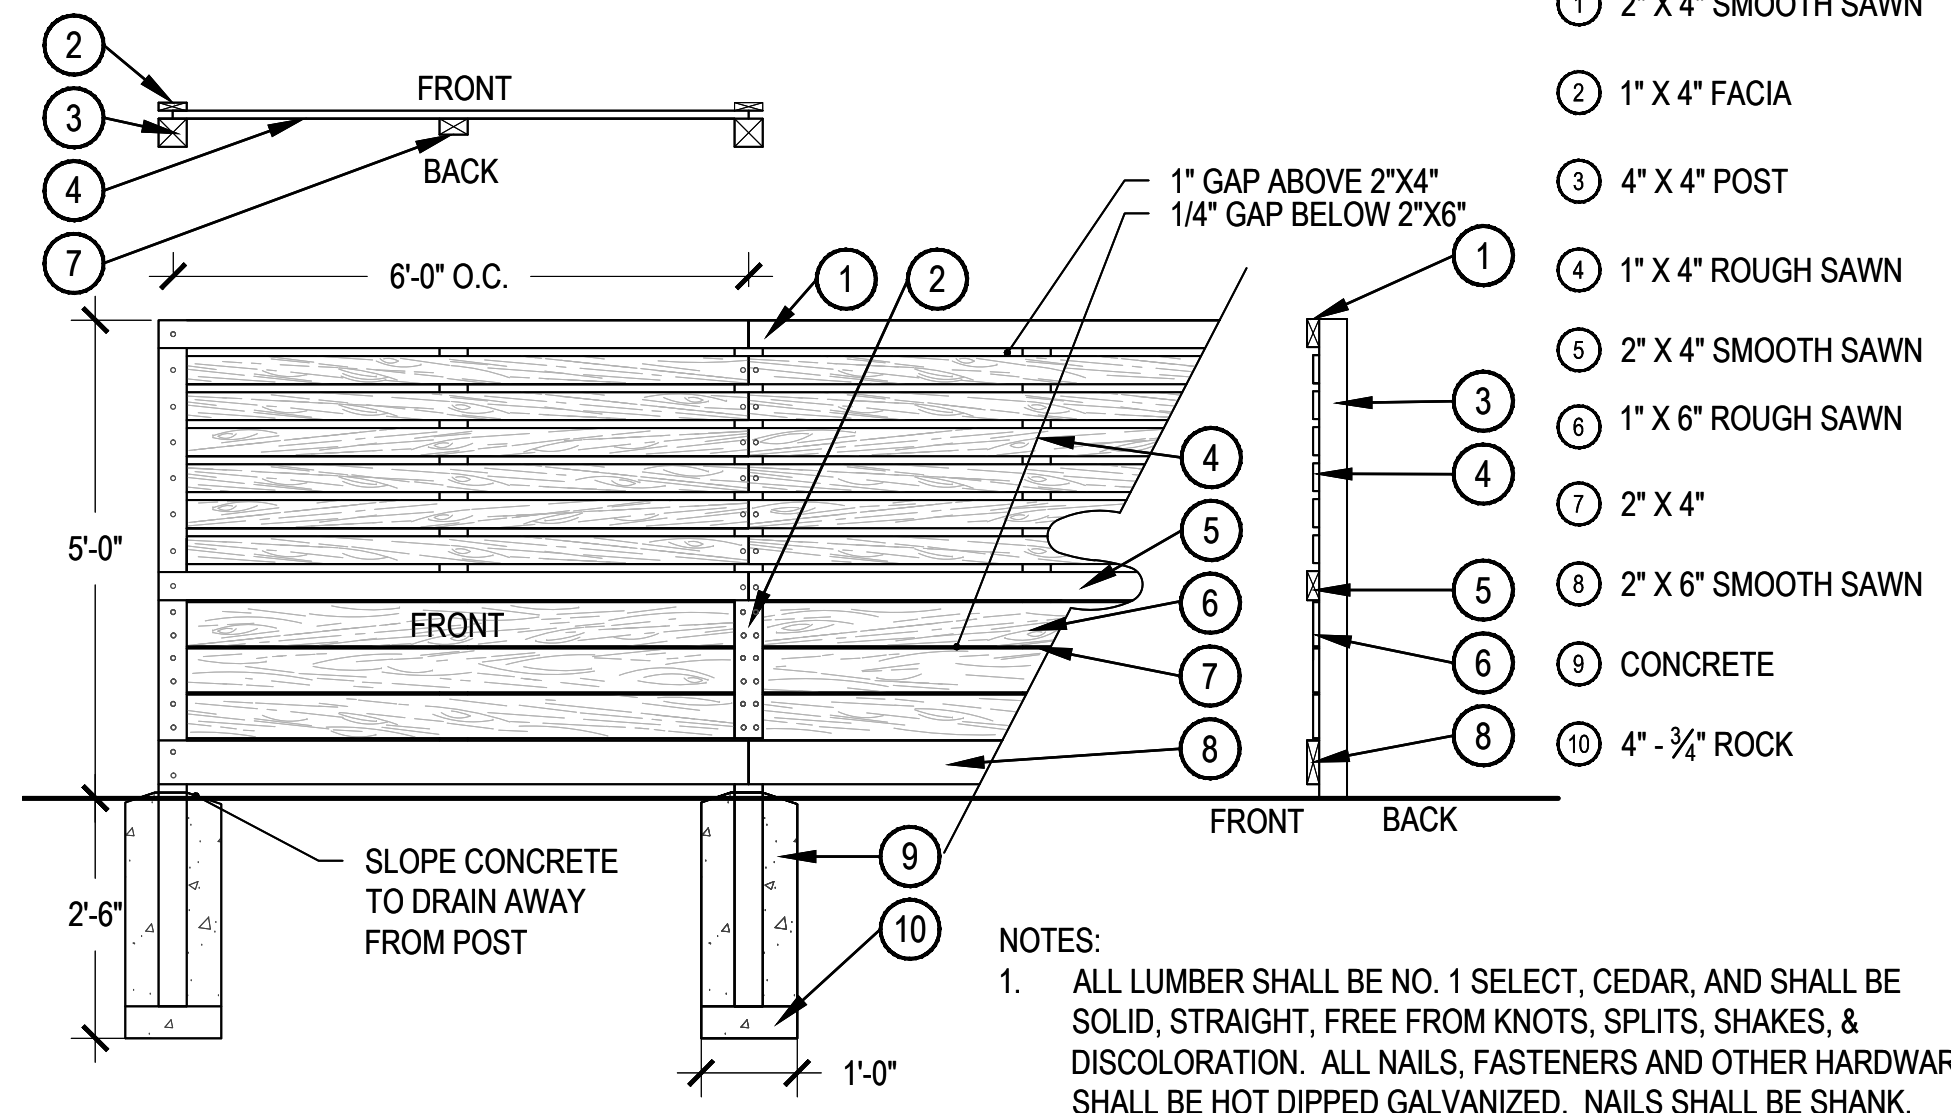 2
3
4
7
FRONT
BACK
6'-0" O.C.
1" GAP ABOVE 2"X4"
1/4" GAP BELOW 2"X6"
1
2
4
5
6
7
8
9
10
FRONT
5'-0"
2'-6"
SLOPE CONCRETE
TO DRAIN AWAY
FROM POST
1'-0"
1
3
4
5
6
8
FRONT
BACK
1 2" X 4" SMOOTH SAWN
2 1" X 4" FACIA
3 4" X 4" POST
4 1" X 4" ROUGH SAWN
5 2" X 4" SMOOTH SAWN
6 1" X 6" ROUGH SAWN
7 2" X 4"
8 2" X 6" SMOOTH SAWN
9 CONCRETE
10 4" - ¾" ROCK
NOTES:
1. ALL LUMBER SHALL BE NO. 1 SELECT, CEDAR, AND SHALL BE
SOLID, STRAIGHT, FREE FROM KNOTS, SPLITS, SHAKES, &
DISCOLORATION. ALL NAILS, FASTENERS AND OTHER HARDWAR
SHALL BE HOT DIPPED GALVANIZED. NAILS SHALL BE SHANK,